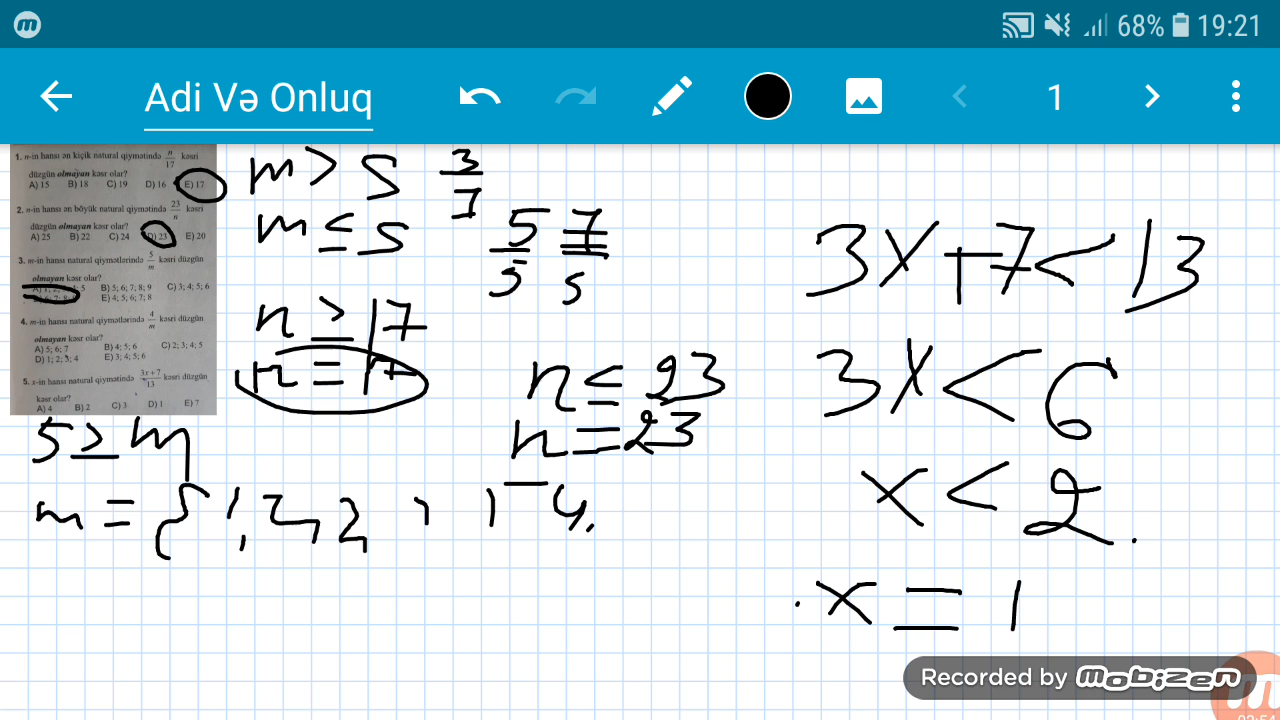 68% 19:21
Adi Və Onluq 1
1. n-in hansı ən kiçik natural qiymətində n/17 kəsri
düzgün olmayan kəsr olar?
A) 15 B) 18 C) 19 D) 16 E) 17
2. n-in hansı ən böyük natural qiymətində 23/n kəsri
düzgün olmayan kəsr olar?
A) 25 B) 22 C) 24 D) 23 E) 20
3. m-in hansı natural qiymətlərində 5/m kəsri düzgün
olmayan kəsr olar?
B) 5; 6; 7; 8; 9 C) 3; 4; 5; 6
E) 4; 5; 6; 7; 8
4. m-in hansı natural qiymətlərində 4/m kəsri düzgün
olmayan kəsr olar?
A) 5; 6; 7 B) 4; 5; 6 C) 2; 3; 4; 5
D) 1; 2; 3; 4 E) 3; 4; 5; 6
5. x-in hansı natural qiymətində 3x+7/13 kəsri düzgün
kəsr olar?
A) 4 B) 2 C) 3 D) 1 E) 7
m > 5 3/7
m ≤ 5 5/5 7/5
n ≥ 17
n = 17
n ≤ 23
n = 23
5 ≥ m
m = { 1, 2, 2, 1 4,
3x+7<13
3x<6
x<2.
x = 1
Recorded by mobizen